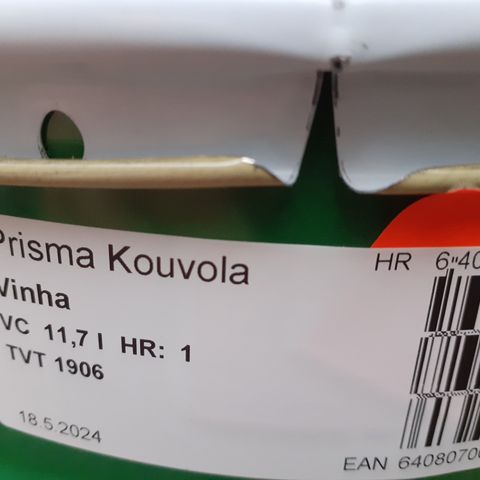 Prisma Kouvola
Vinha
VC 11,7 l HR: 1
TVT 1906
18.5.2024
HR 6"40
EAN 6408070